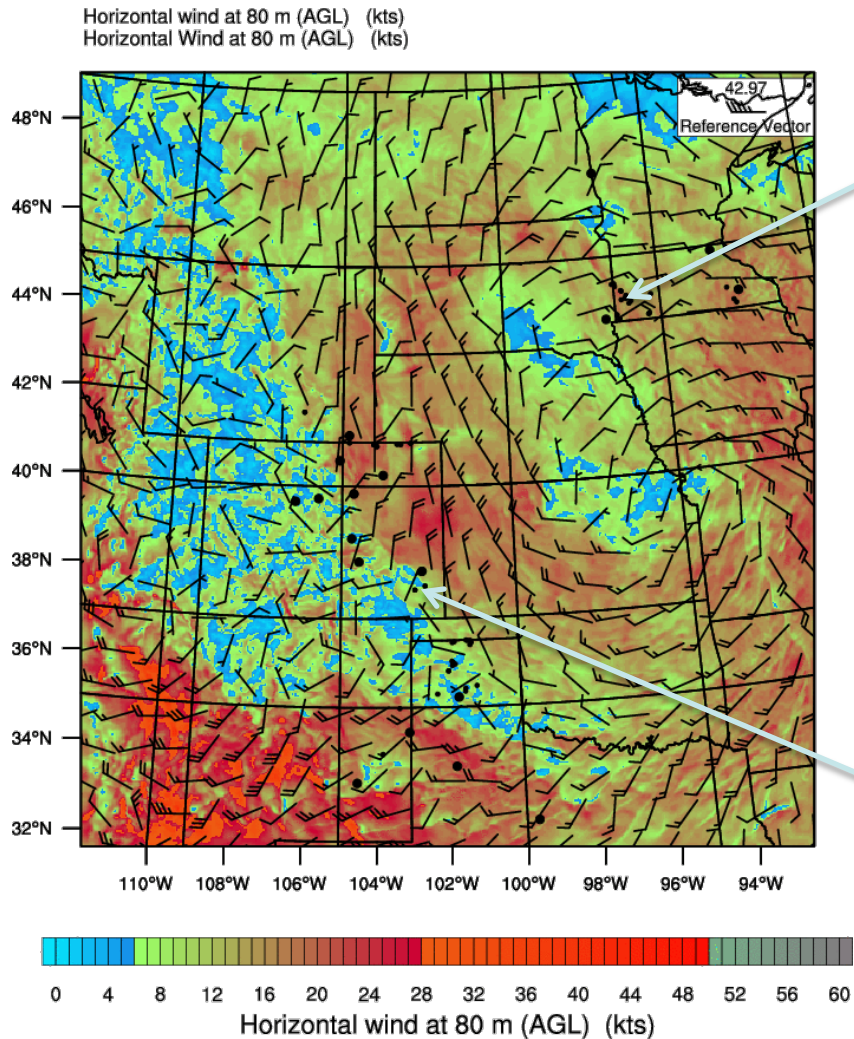 Horizontal wind at 80 m (AGL) (kts)
Horizontal Wind at 80 m (AGL) (kts)
42.97
Reference Vector
48°N
46°N
44°N
42°N
40°N
38°N
36°N
34°N
32°N
110°W 108°W 106°W 104°W 102°W 100°W 98°W 96°W 94°W
0 4 8 12 16 20 24 28 32 36 40 44 48 52 56 60
Horizontal wind at 80 m (AGL) (kts)